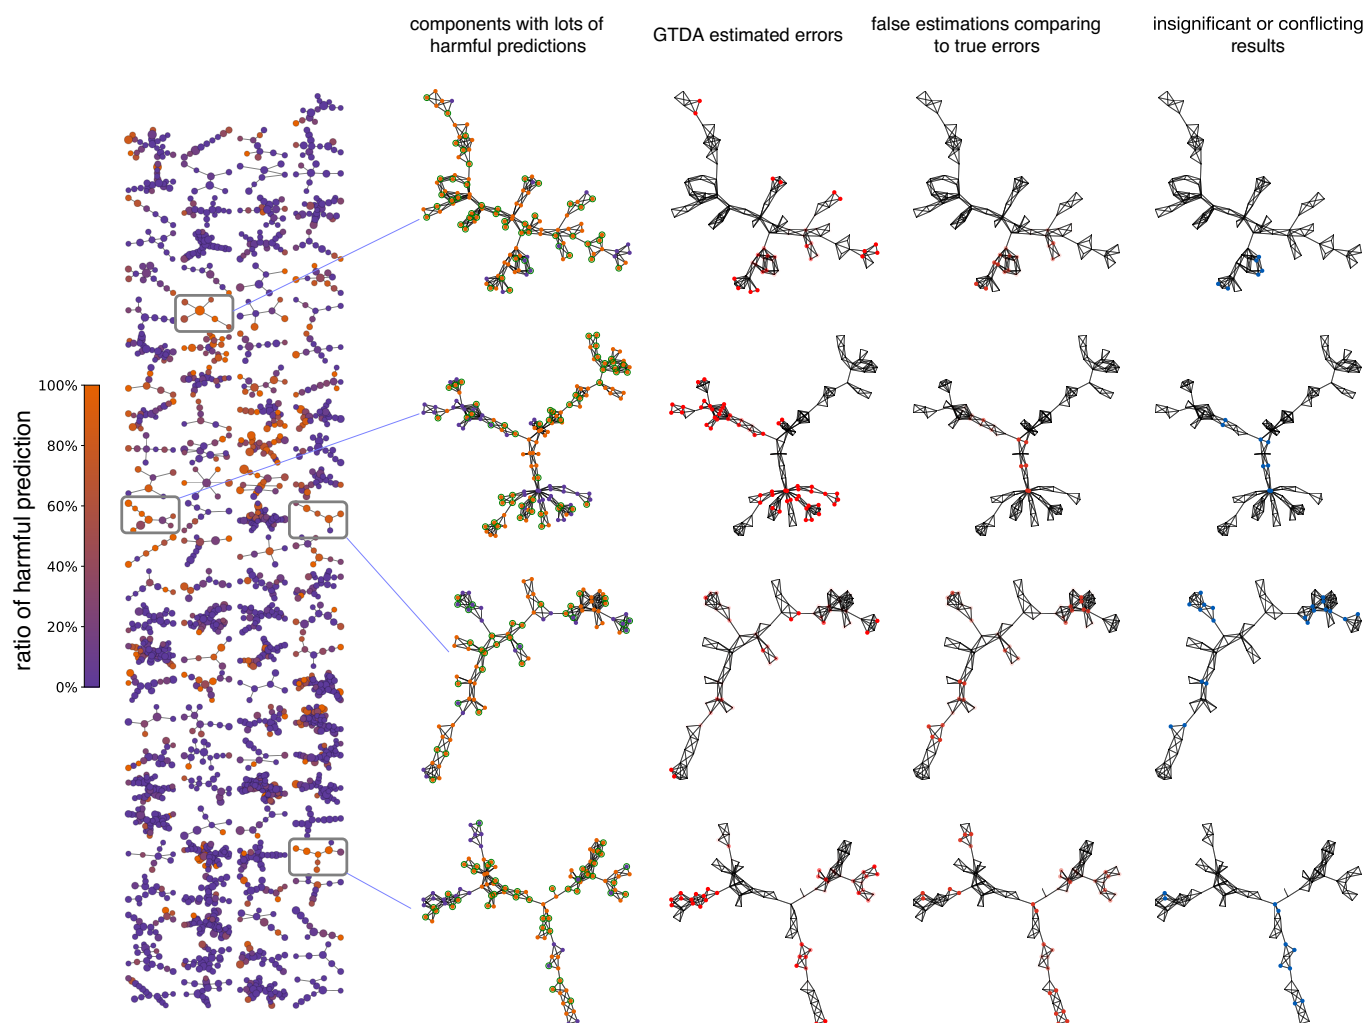 components with lots of
harmful predictions
GTDA estimated errors
false estimations comparing
to true errors
insignificant or conflicting
results
ratio of harmful prediction
100%
80%
60%
40%
20%
0%